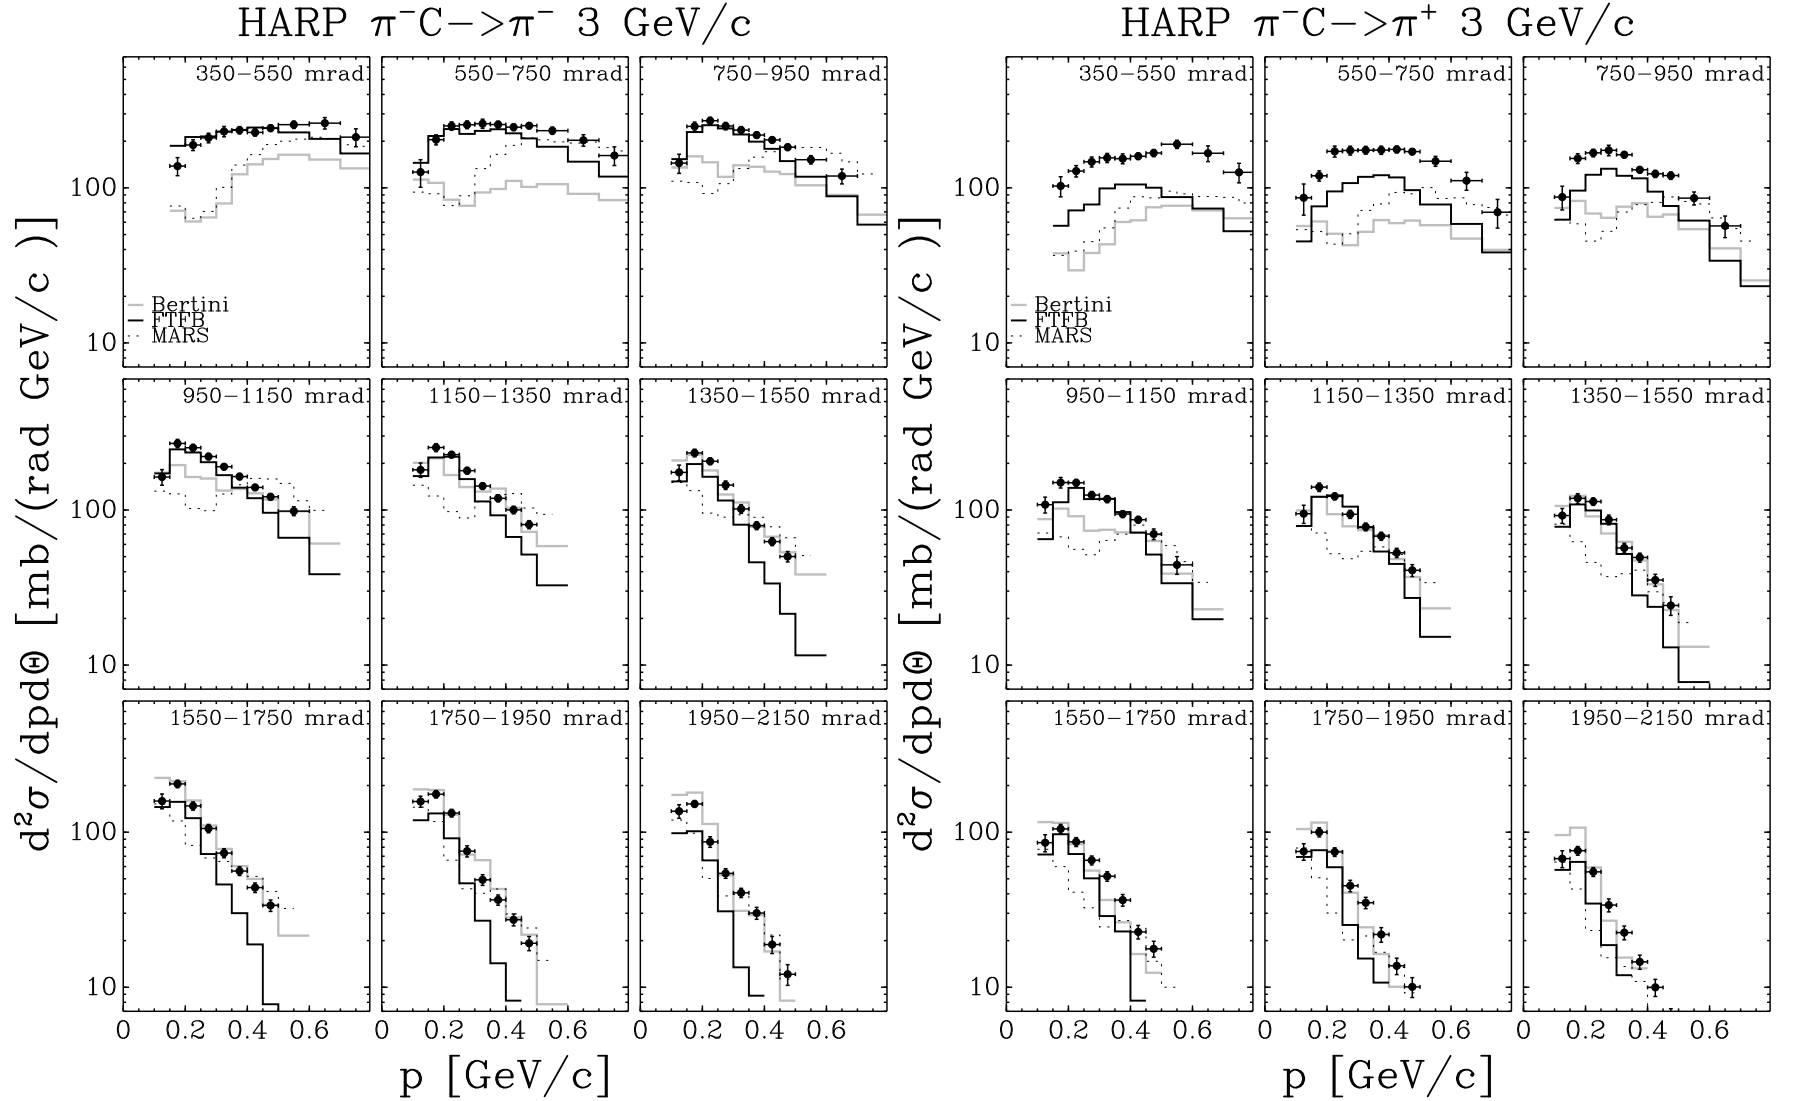 HARP π⁻C−>π⁻ 3 GeV/c
350−550 mrad
550−750 mrad
750−950 mrad
100
10
Bertini
FTFB
MARS
950−1150 mrad
1150−1350 mrad
1350−1550 mrad
100
10
1550−1750 mrad
1750−1950 mrad
1950−2150 mrad
100
10
0 0.2 0.4 0.6
0 0.2 0.4 0.6
0 0.2 0.4 0.6
d²σ/dpdΘ [mb/(rad GeV/c )]
p [GeV/c]
HARP π⁻C−>π⁺ 3 GeV/c
350−550 mrad
550−750 mrad
750−950 mrad
100
10
Bertini
FTFB
MARS
950−1150 mrad
1150−1350 mrad
1350−1550 mrad
100
10
1550−1750 mrad
1750−1950 mrad
1950−2150 mrad
100
10
0 0.2 0.4 0.6
0 0.2 0.4 0.6
0 0.2 0.4 0.6
d²σ/dpdΘ [mb/(rad GeV/c )]
p [GeV/c]